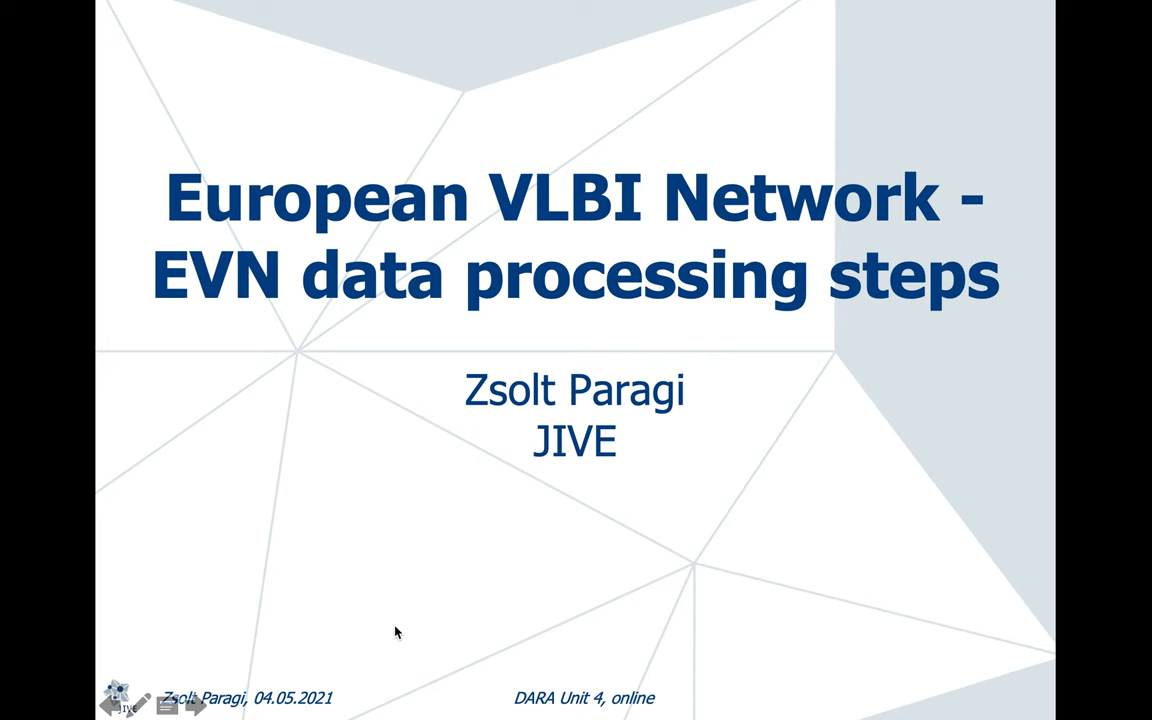 European VLBI Network -
EVN data processing steps
Zsolt Paragi
JIVE
JIVE
Zsolt Paragi, 04.05.2021
DARA Unit 4, online